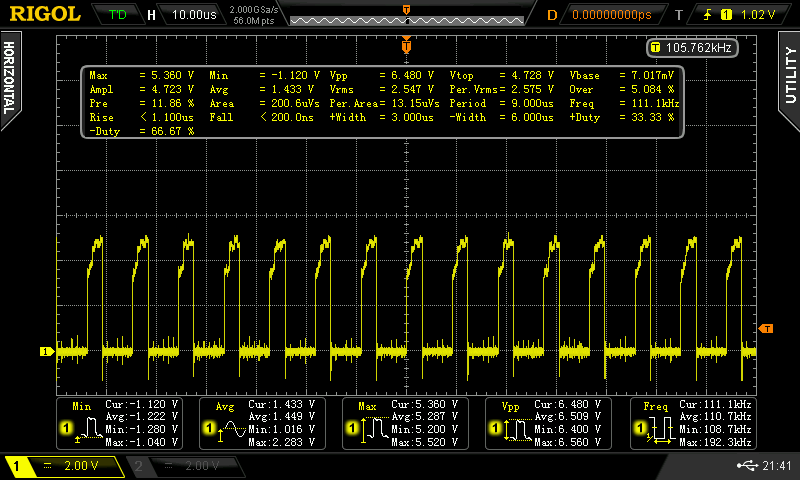 RIGOL T'D H 10.00us 2.000GSa/s 56.0M pts D 0.00000000ps T 1 1.02 V
HORIZONTAL
UTILITY
T
T 105.762kHz
Max = 5.360 V Min = -1.120 V Vpp = 6.480 V Vtop = 4.728 V Vbase = 7.017mV
Ampl = 4.723 V Avg = 1.433 V Vrms = 2.547 V Per.Vrms= 2.575 V Over = 5.084 %
Pre = 11.86 % Area = 200.6uVs Per.Area= 13.15uVs Period = 9.000us Freq = 111.1kHz
Rise < 1.100us Fall < 200.0ns +Width = 3.000us -Width = 6.000us +Duty = 33.33 %
-Duty = 66.67 %
T
1
Min Cur:-1.120 V
Avg:-1.222 V
1 Min:-1.280 V
Max:-1.040 V
Avg Cur:1.433 V
Avg:1.449 V
1 Min:1.016 V
Max:2.283 V
Max Cur:5.360 V
Avg:5.287 V
1 Min:5.200 V
Max:5.520 V
Vpp Cur:6.480 V
Avg:6.509 V
1 Min:6.400 V
Max:6.560 V
Freq Cur:111.1kHz
Avg:110.7kHz
1 Min:108.7kHz
Max:192.3kHz
1 2.00 V 2 2.00 V 21:41